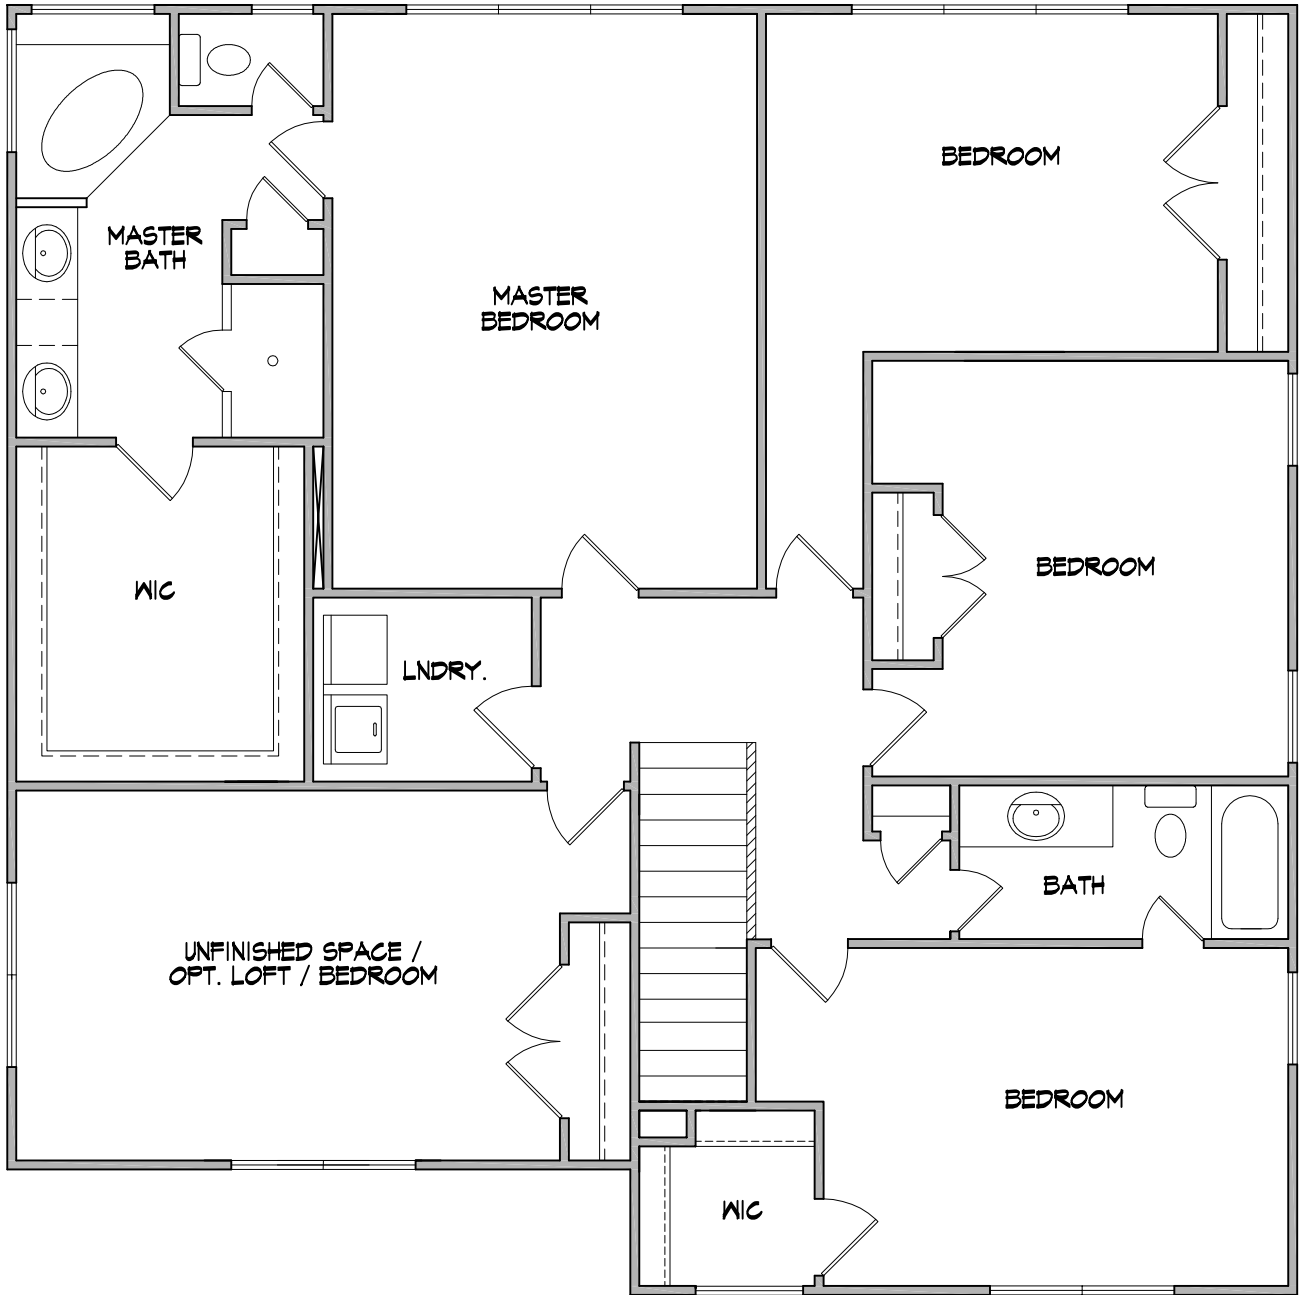 BEDROOM
MASTER
BATH
MASTER
BEDROOM
BEDROOM
WIC
LNDRY.
BATH
UNFINISHED SPACE /
OPT. LOFT / BEDROOM
BEDROOM
WIC